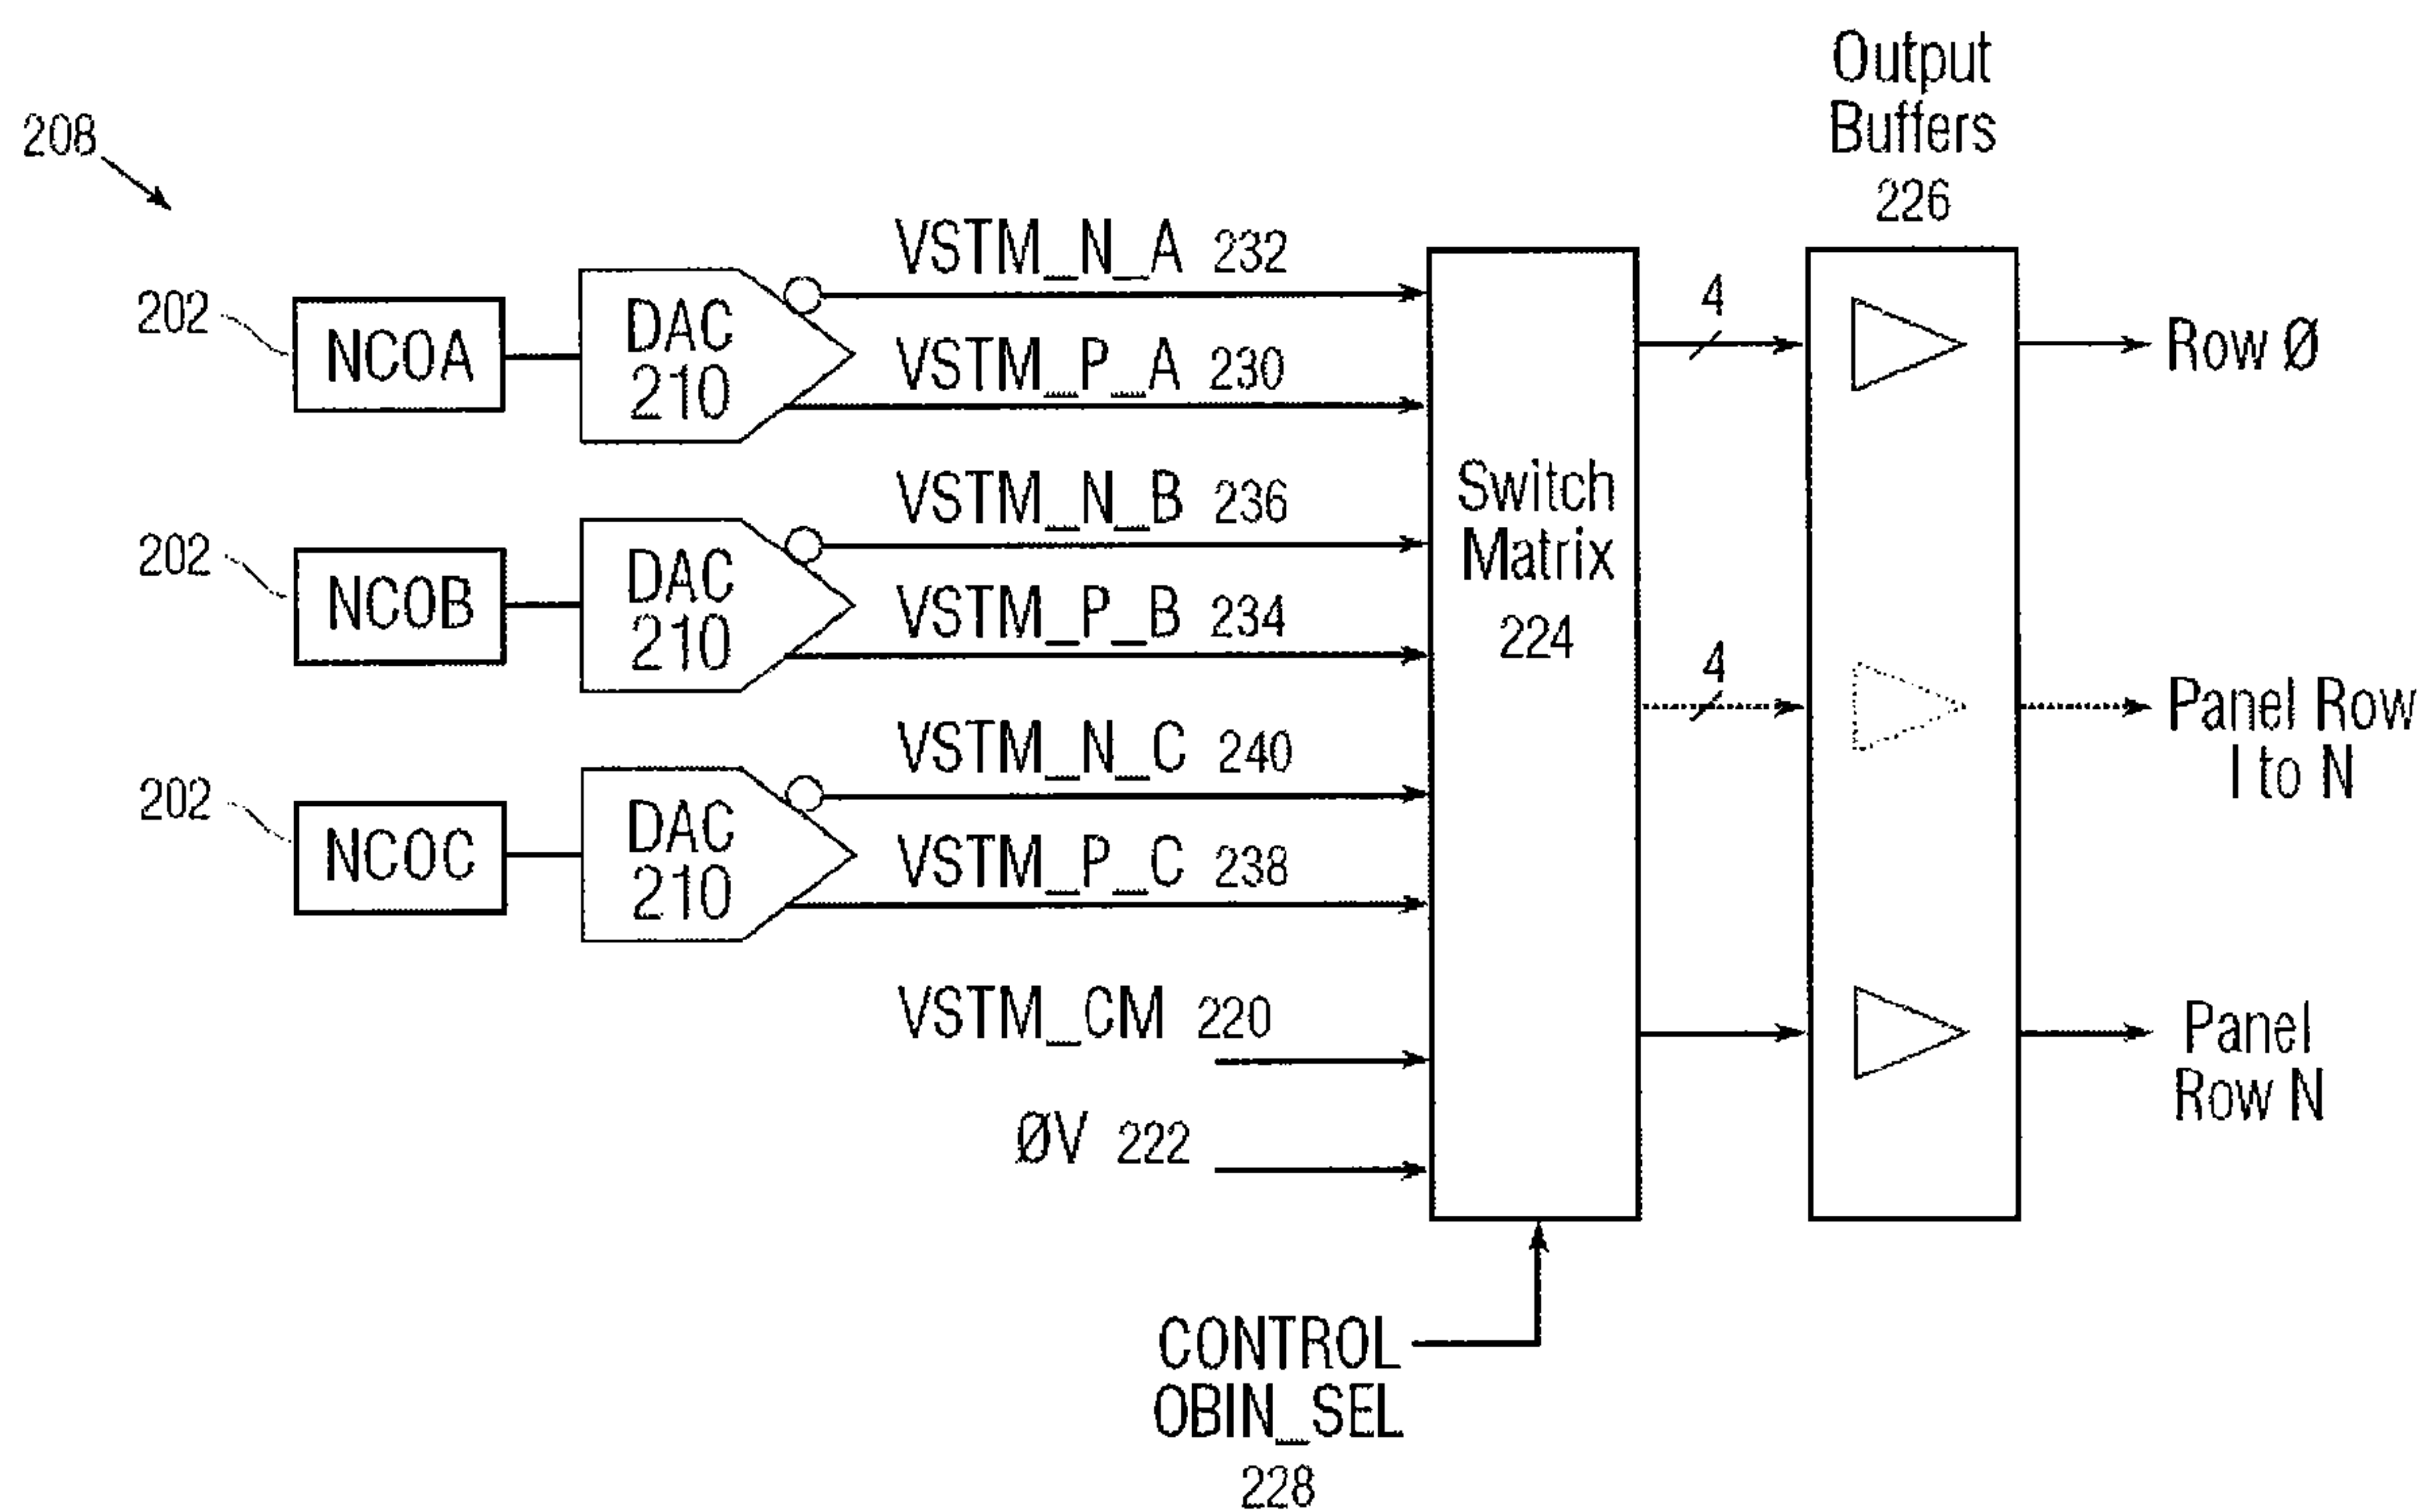 Output
Buffers
226
208
202
NCOA
DAC
210
VSTM_N_A 232
VSTM_P_A 230
4
Row Ø
202
NCOB
DAC
210
VSTM_N_B 236
VSTM_P_B 234
Switch
Matrix
224
4
Panel Row
1 to N
202
NCOC
DAC
210
VSTM_N_C 240
VSTM_P_C 238
VSTM_CM 220
ØV 222
Panel
Row N
CONTROL
OBIN_SEL
228